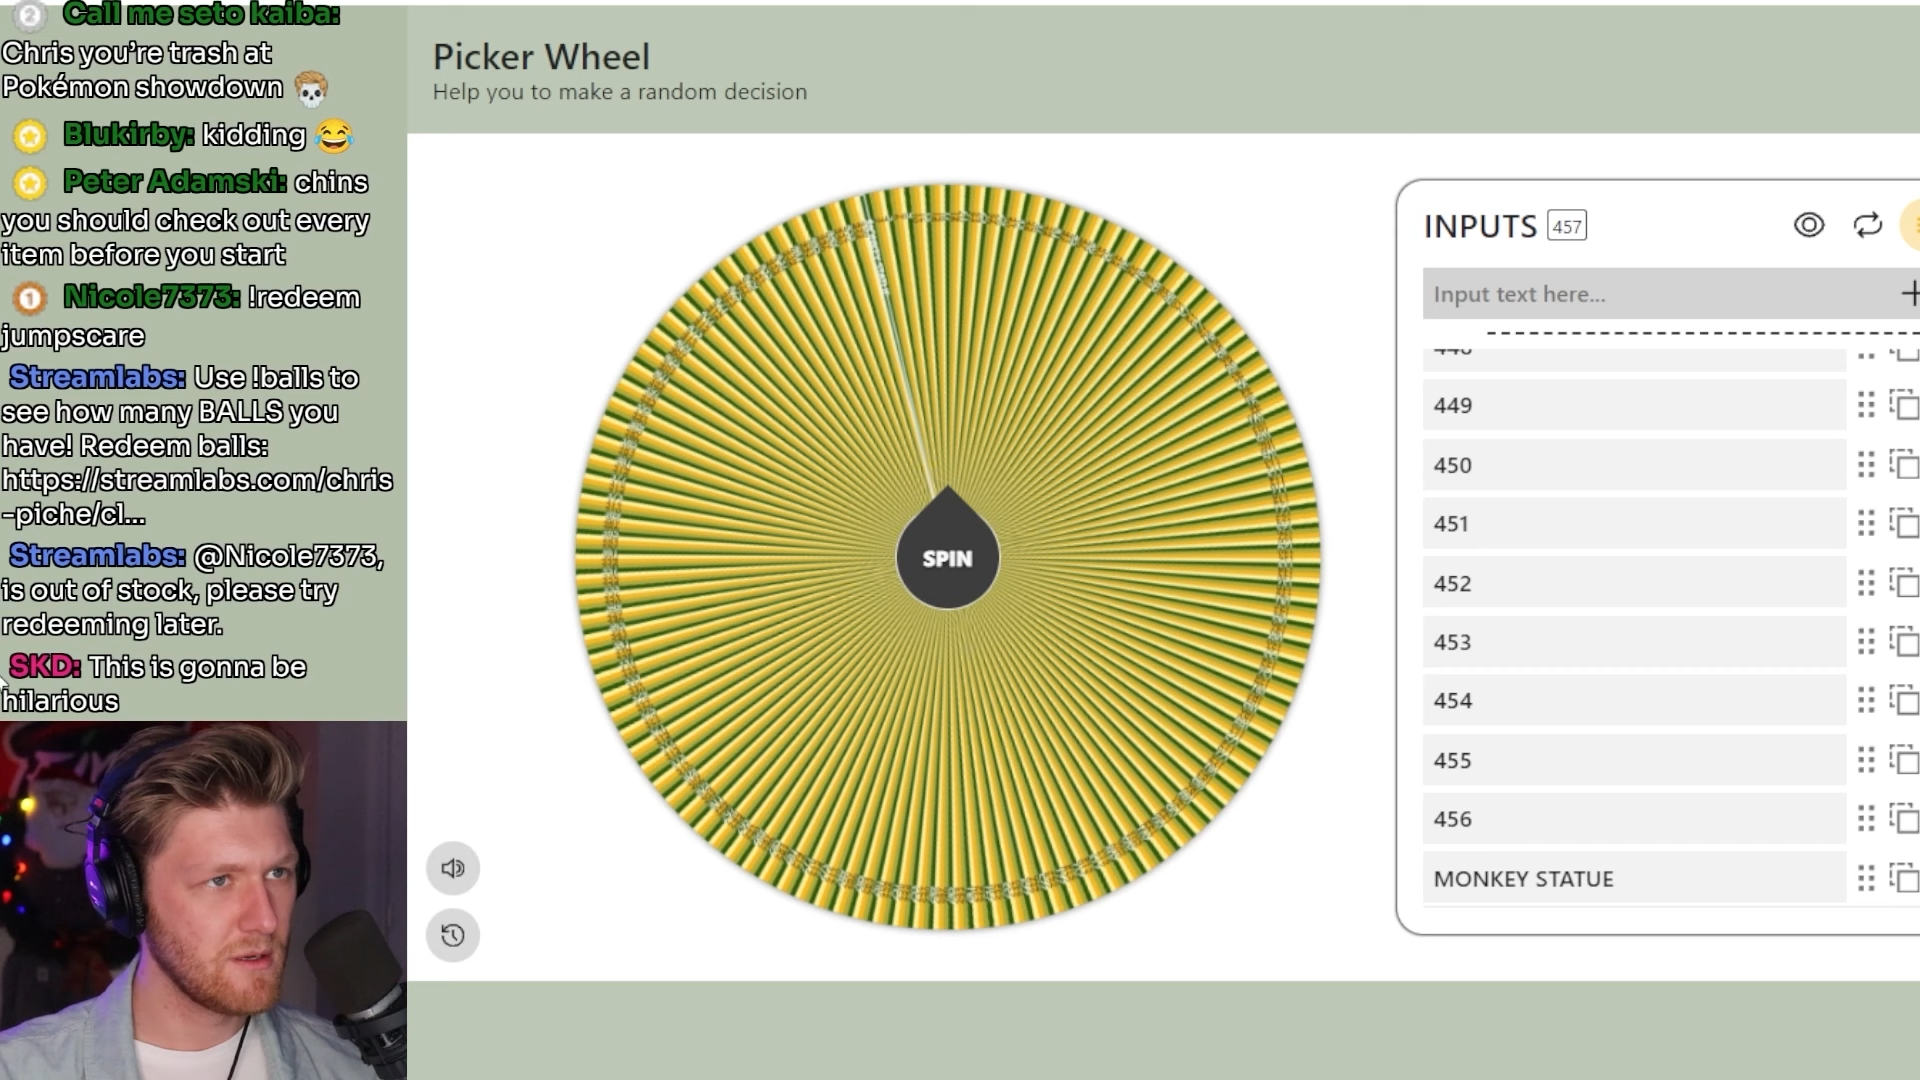 Call me seto kaiba:
Chris you're trash at
Pokémon showdown
Blukirby: kidding
Peter Adamski: chins
you should check out every
item before you start
Nicole7373: !redeem
jumpscare
Streamlabs: Use !balls to
see how many BALLS you
have! Redeem balls:
https://streamlabs.com/chris
-piche/cl...
Streamlabs: @Nicole7373,
is out of stock, please try
redeeming later.
SKD: This is gonna be
hilarious
Picker Wheel
Help you to make a random decision
SPIN
INPUTS 457
Input text here...
449
450
451
452
453
454
455
456
MONKEY STATUE